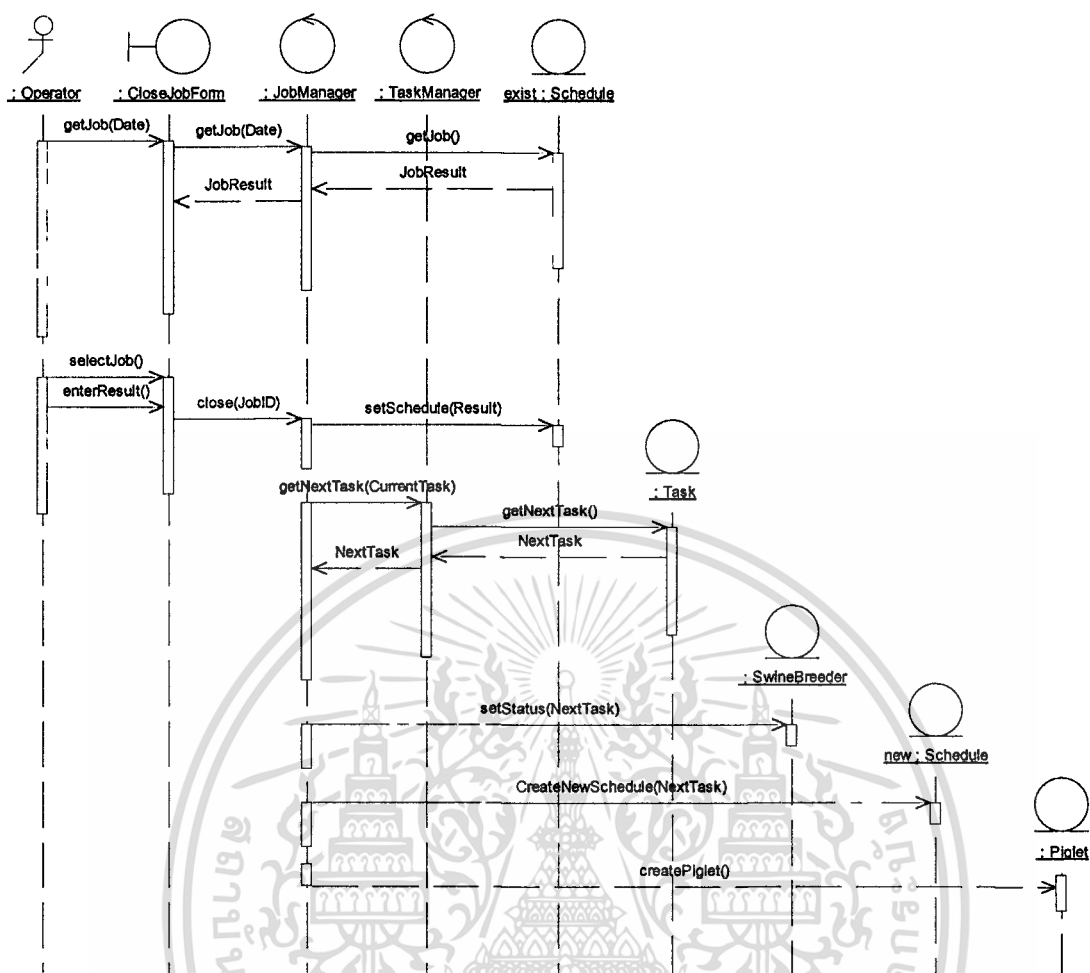 : Operator
: CloseJobForm
: JobManager
: TaskManager
exist : Schedule
getJob(Date)
getJob(Date)
getJob()
JobResult
JobResult
selectJob()
enterResult()
close(JobID)
setSchedule(Result)
: Task
getNextTask(CurrentTask)
getNextTask()
NextTask
NextTask
: SwineBreeder
setStatus(NextTask)
new : Schedule
CreateNewSchedule(NextTask)
: Piglet
createPiglet()